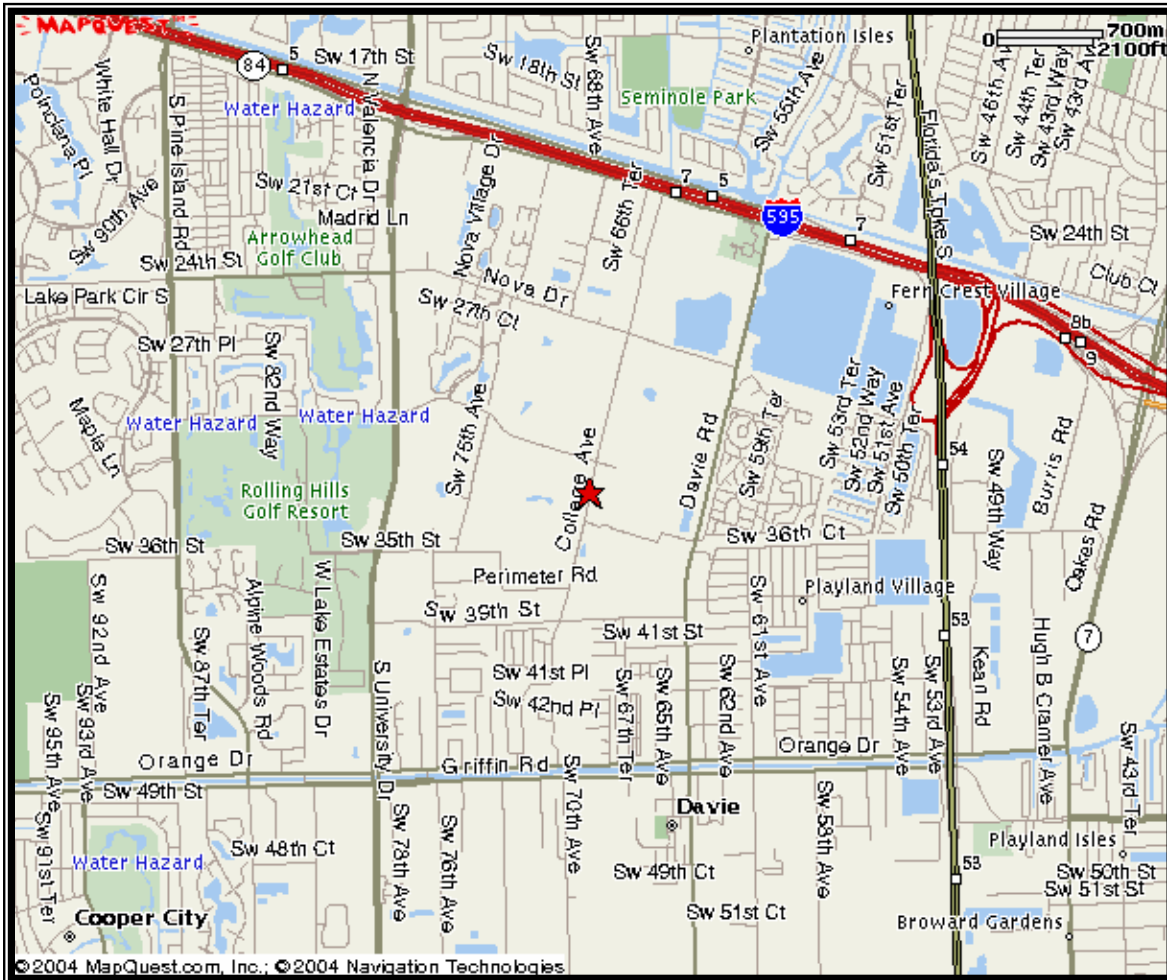 MAPQUEST
0 700m
2100ft
Plantation Isles
84
5
Sw 17th St
Sw 18th St
Sw 68th Ave
Seminole Park
Sw 55th Ave
Sw 51st Ter
Florida's Tpke S
Sw 46th Ave
Sw 44th Ter
Sw 43rd Way
Sw 43rd Ave
Poinciana Pl
White Hall Dr
S Pine Island Rd
Water Hazard
N Valencia Dr
Sw 90th Ave
Sw 21st Ct
Madrid Ln
Arrowhead
Golf Club
Nova Village Dr
Sw 66th Ter
7
5
595
7
Sw 24th St
Sw 24th St
Club Ct
Lake Park Cir S
Nova Dr
Sw 27th Ct
Fern Crest Village
Sw 27th Pl
Sw 82nd Way
9b
9
Maple Ln
Water Hazard
Water Hazard
Sw 75th Ave
College Ave
Davie Rd
Sw 59th Ter
Sw 53rd Ter
Sw 52nd Way
Sw 51st Ave
Sw 50th Ter
54
Sw 49th Way
Burris Rd
Oakes Rd
Rolling Hills
Golf Resort
Sw 36th St
Sw 35th St
Sw 36th Ct
Perimeter Rd
Playland Village
Sw 92nd Ave
Alpine Woods Rd
W Lake Estates Dr
Sw 39th St
Sw 41st St
Sw 61st Ave
53
7
Sw 87th Ter
S University Dr
Sw 41st Pl
Sw 42nd Pl
Sw 67th Ter
Sw 65th Ave
Sw 62nd Ave
Sw 54th Ave
Sw 53rd Ave
Kean Rd
Hugh B Cramer Ave
Sw 95th Ave
Sw 93rd Ave
Orange Dr
Griffin Rd
Orange Dr
Sw 43rd Ter
Sw 49th St
Sw 91st Ter
Sw 78th Ave
Sw 76th Ave
Sw 70th Ave
Davie
Sw 58th Ave
Sw 48th Ct
Water Hazard
Playland Isles
Sw 49th Ct
53
Sw 50th St
Sw 51st St
Cooper City
Sw 51st Ct
Broward Gardens
© 2004 MapQuest.com, Inc.; © 2004 Navigation Technologies